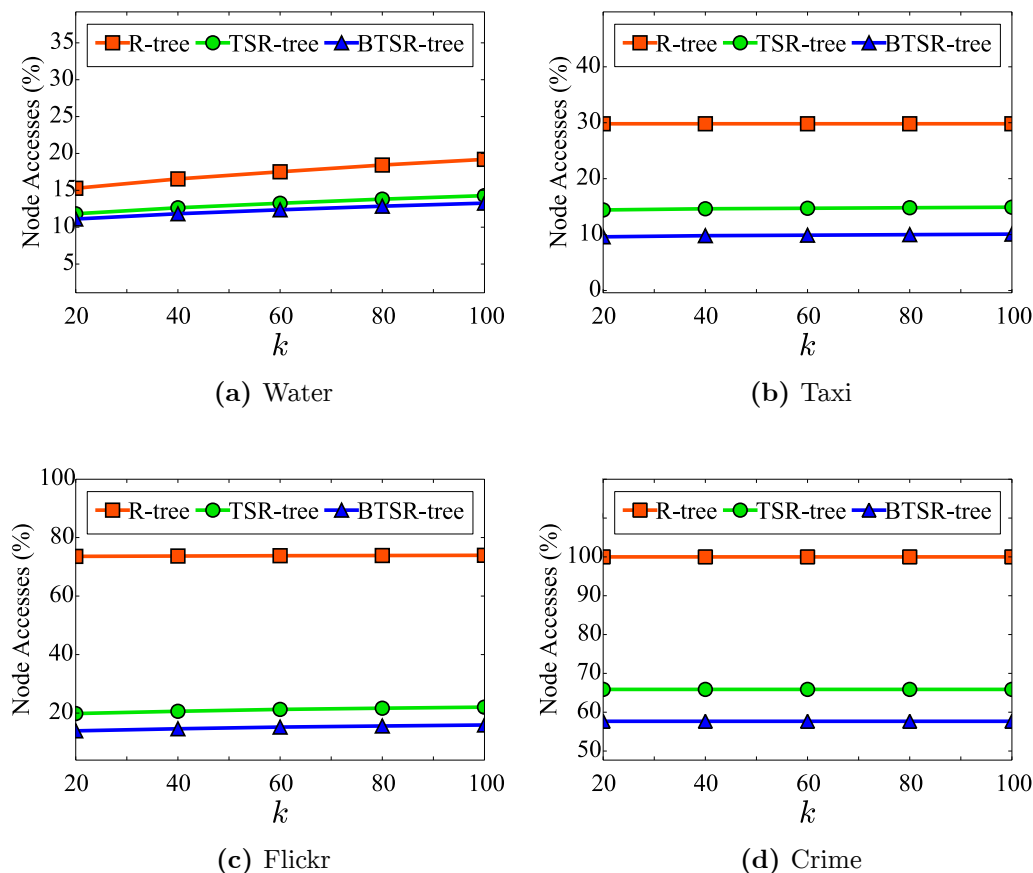 35
30
25
20
15
10
5
Node Accesses (%)
R-tree TSR-tree BTSR-tree
20 40 60 80 100
k
(a) Water
40
30
20
10
0
Node Accesses (%)
R-tree TSR-tree BTSR-tree
20 40 60 80 100
k
(b) Taxi
100
80
60
40
20
Node Accesses (%)
R-tree TSR-tree BTSR-tree
20 40 60 80 100
k
(c) Flickr
100
90
80
70
60
50
Node Accesses (%)
R-tree TSR-tree BTSR-tree
20 40 60 80 100
k
(d) Crime